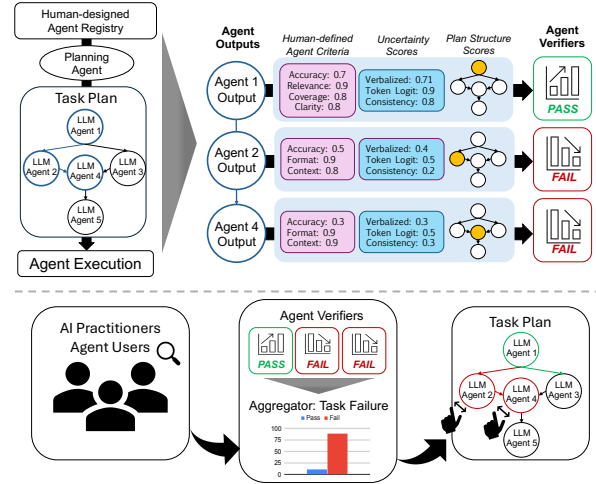 Human-designed
Agent Registry
Planning
Agent
Task Plan
LLM
Agent 1
LLM
Agent 2
LLM
Agent 4
LLM
Agent 3
LLM
Agent 5
Agent Execution
Agent
Outputs
Human-defined
Agent Criteria
Uncertainty
Scores
Plan Structure
Scores
Agent
Verifiers
Agent 1
Output
Accuracy: 0.7
Relevance: 0.9
Coverage: 0.8
Clarity: 0.8
Verbalized: 0.71
Token Logit: 0.9
Consistency: 0.8
PASS
Agent 2
Output
Accuracy: 0.5
Format: 0.9
Context: 0.8
Verbalized: 0.4
Token Logit: 0.5
Consistency: 0.2
FAIL
Agent 4
Output
Accuracy: 0.3
Format: 0.9
Context: 0.9
Verbalized: 0.3
Token Logit: 0.5
Consistency: 0.3
FAIL
AI Practitioners
Agent Users
Agent Verifiers
PASS
FAIL
FAIL
Aggregator: Task Failure
Pass Fail
100
75
50
25
0
Task Plan
LLM
Agent 1
LLM
Agent 2
LLM
Agent 4
LLM
Agent 3
LLM
Agent 5